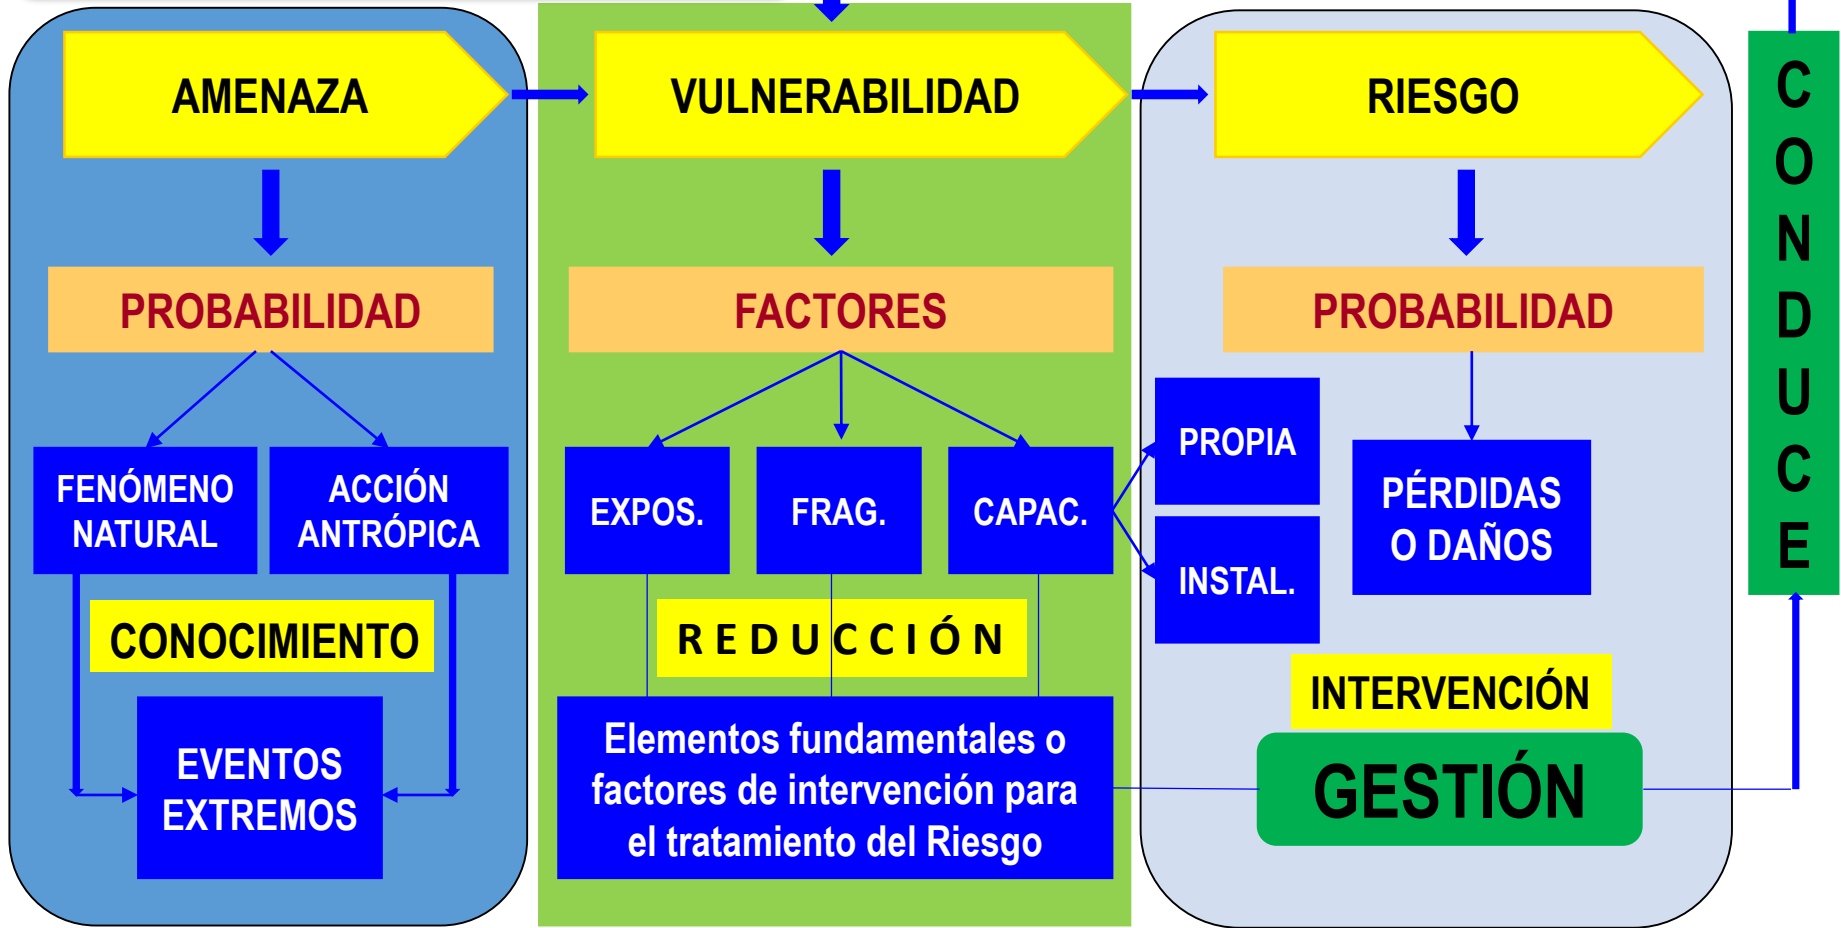 AMENAZA
VULNERABILIDAD
RIESGO
PROBABILIDAD
FACTORES
PROBABILIDAD
FENÓMENO
NATURAL
ACCIÓN
ANTRÓPICA
EXPOS.
FRAG.
CAPAC.
PROPIA
INSTAL.
PÉRDIDAS
O DAÑOS
CONOCIMIENTO
R E D U C C I Ó N
INTERVENCIÓN
EVENTOS
EXTREMOS
Elementos fundamentales o
factores de intervención para
el tratamiento del Riesgo
GESTIÓN
C
O
N
D
U
C
E